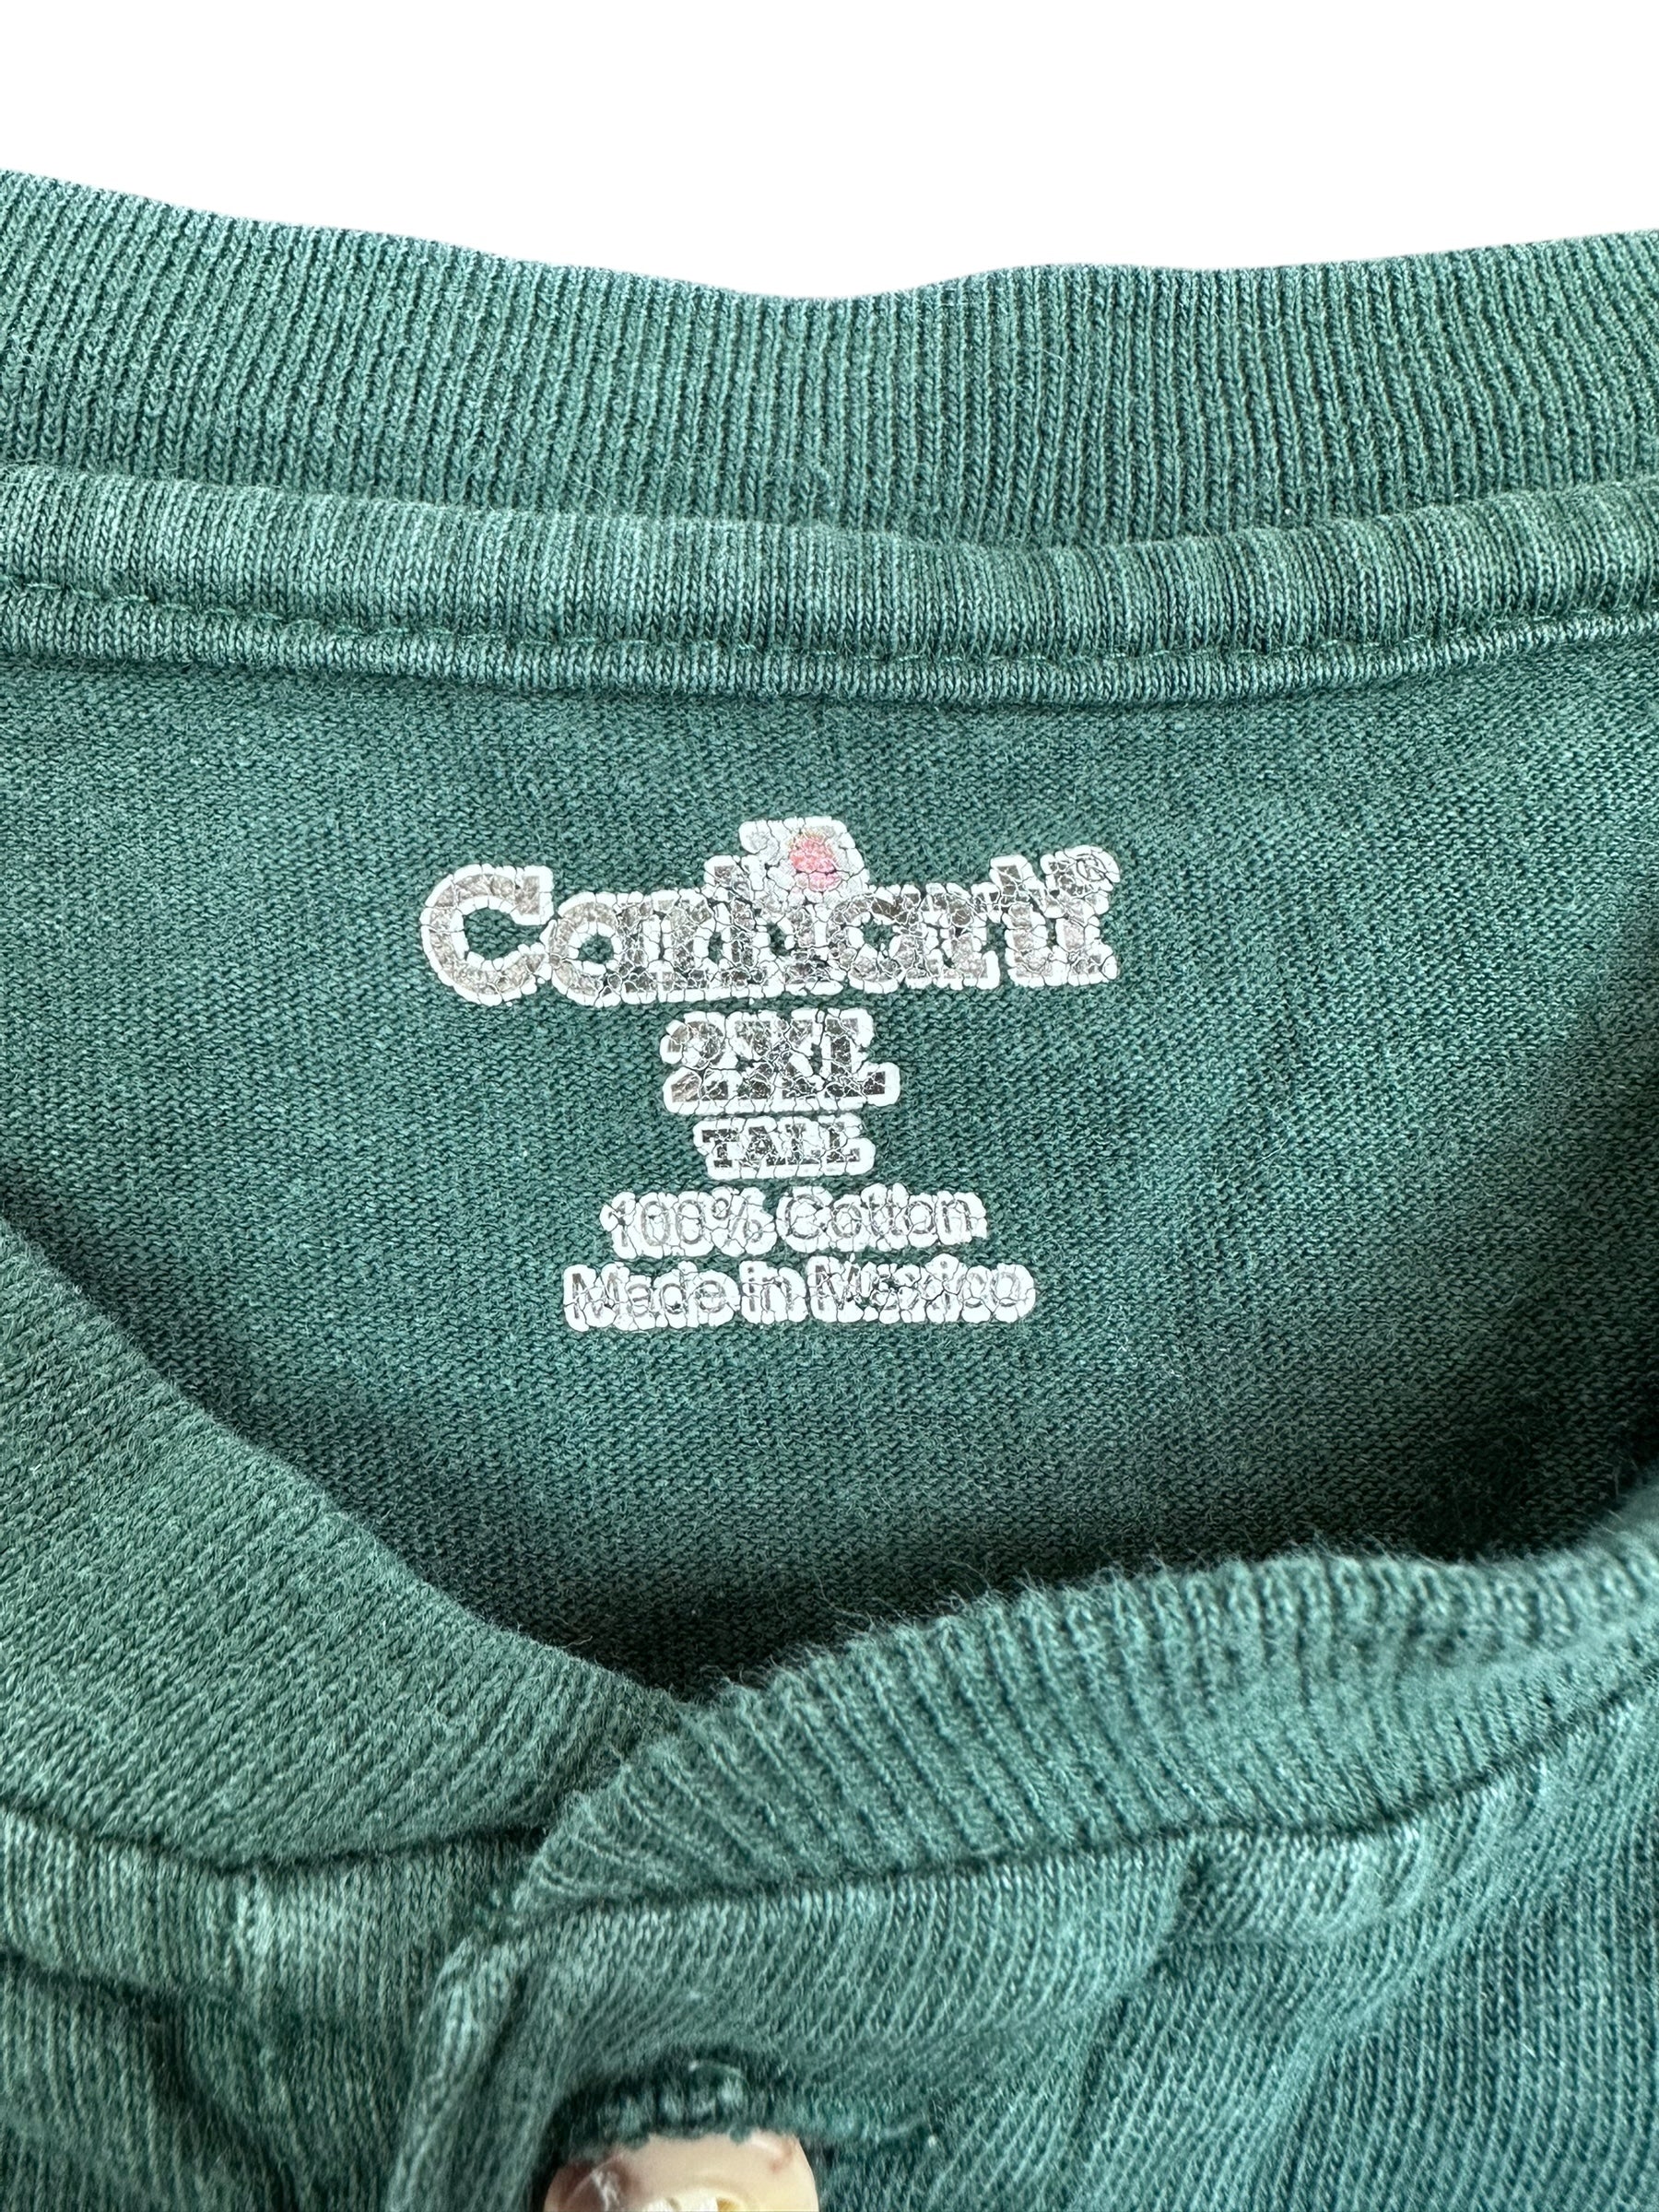 Carhartt®
2XL
TALL
100% Cotton
Made in Mexico